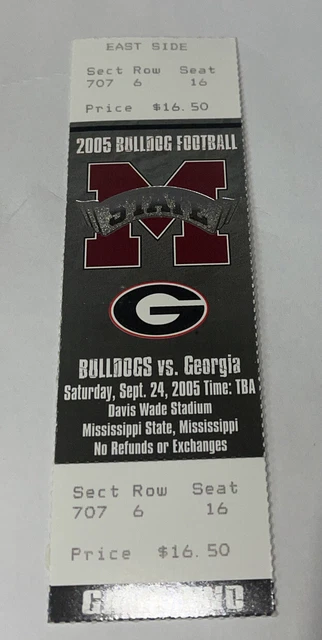 EAST SIDE
Sect Row Seat
707 6 16
Price $16.50
2005 BULLDOG FOOTBALL
M
STATE
G
BULLDOGS vs. Georgia
Saturday, Sept. 24, 2005 Time: TBA
Davis Wade Stadium
Mississippi State, Mississippi
No Refunds or Exchanges
Sect Row Seat
707 6 16
Price $16.50